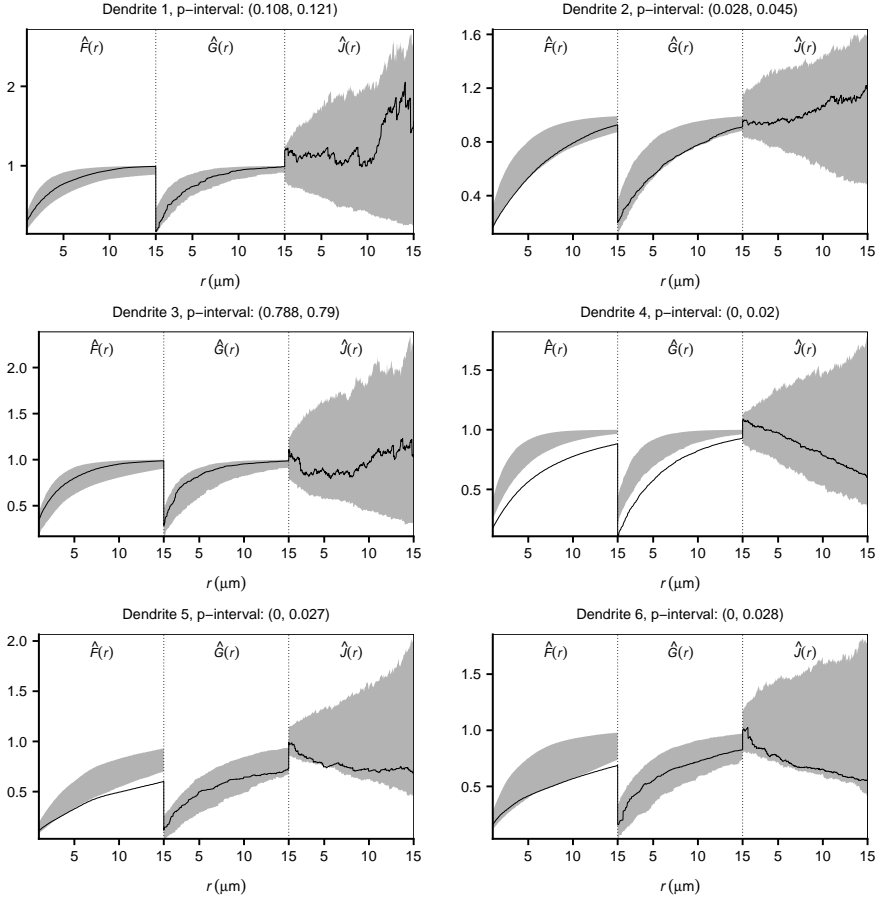 Dendrite 1, p−interval: (0.108, 0.121)
F̂(r) Ĝ(r) Ĵ(r)
2
1
5 10 15 5 10 15 5 10 15
r (μm)
Dendrite 2, p−interval: (0.028, 0.045)
F̂(r) Ĝ(r) Ĵ(r)
1.6
1.2
0.8
0.4
5 10 15 5 10 15 5 10 15
r (μm)
Dendrite 3, p−interval: (0.788, 0.79)
F̂(r) Ĝ(r) Ĵ(r)
2.0
1.5
1.0
0.5
5 10 15 5 10 15 5 10 15
r (μm)
Dendrite 4, p−interval: (0, 0.02)
F̂(r) Ĝ(r) Ĵ(r)
1.5
1.0
0.5
5 10 15 5 10 15 5 10 15
r (μm)
Dendrite 5, p−interval: (0, 0.027)
F̂(r) Ĝ(r) Ĵ(r)
2.0
1.5
1.0
0.5
5 10 15 5 10 15 5 10 15
r (μm)
Dendrite 6, p−interval: (0, 0.028)
F̂(r) Ĝ(r) Ĵ(r)
1.5
1.0
0.5
5 10 15 5 10 15 5 10 15
r (μm)